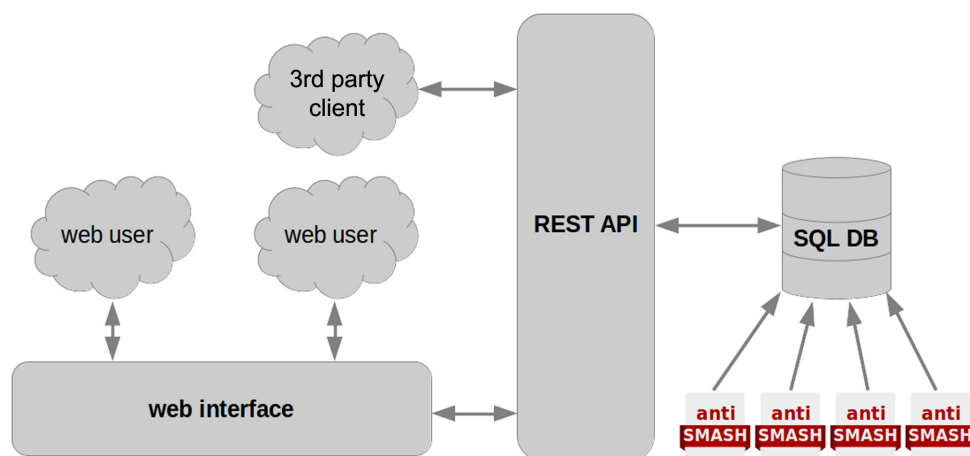 3rd party
client
web user
web user
REST API
SQL DB
web interface
anti
SMASH
anti
SMASH
anti
SMASH
anti
SMASH